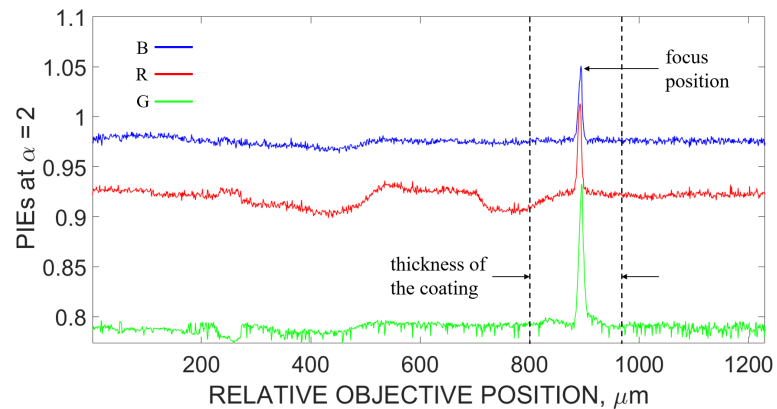 1.1
1.05
1
0.95
0.9
0.85
0.8
PIEs at α = 2
B
R
G
focus
position
thickness of
the coating
200 400 600 800 1000 1200
RELATIVE OBJECTIVE POSITION, μm